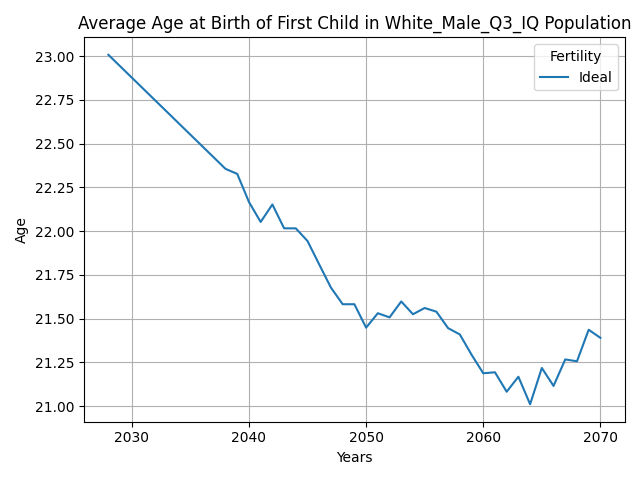 Average Age at Birth of First Child in White_Male_Q3_IQ Population
Fertility
Ideal
Age
23.00
22.75
22.50
22.25
22.00
21.75
21.50
21.25
21.00
2030 2040 2050 2060 2070
Years